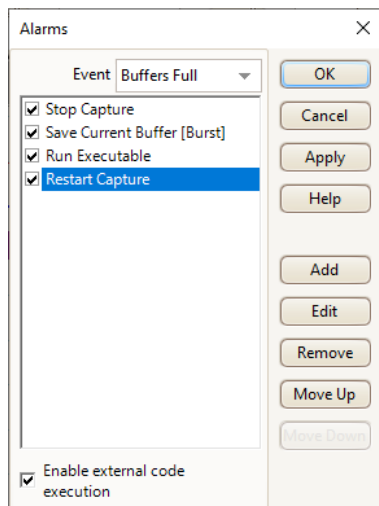 Alarms
Event Buffers Full
Stop Capture
Save Current Buffer [Burst]
Run Executable
Restart Capture
Enable external code
execution
OK
Cancel
Apply
Help
Add
Edit
Remove
Move Up
Move Down